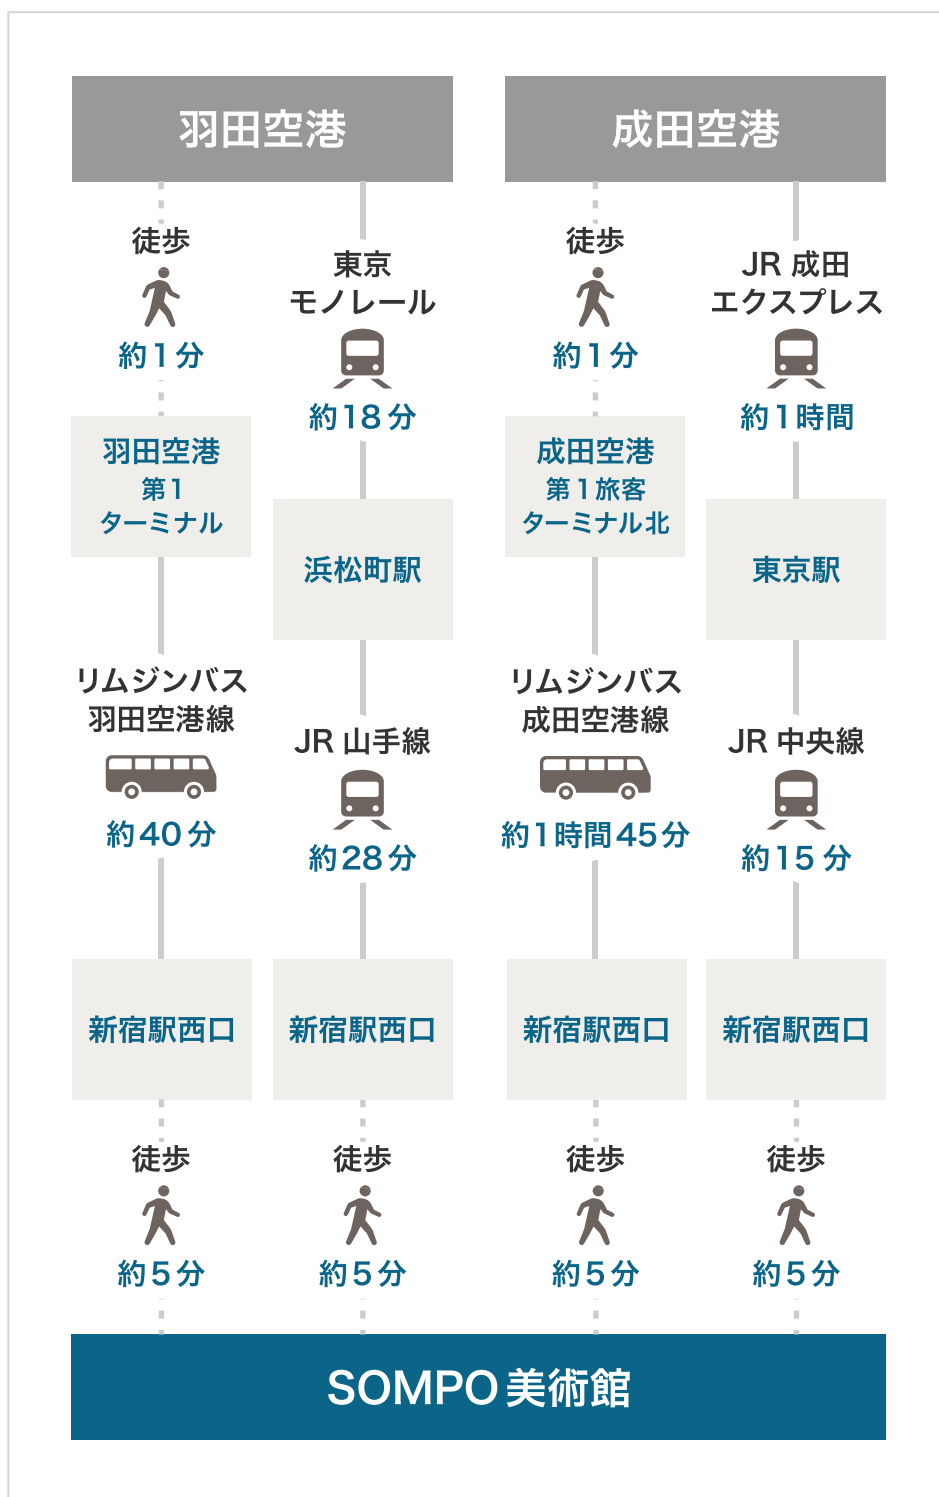 羽田空港
徒歩
約1分
羽田空港
第1
ターミナル
リムジンバス
羽田空港線
約40分
新宿駅西口
徒歩
約5分
東京
モノレール
約18分
浜松町駅
JR 山手線
約28分
新宿駅西口
徒歩
約5分
成田空港
徒歩
約1分
成田空港
第1旅客
ターミナル北
リムジンバス
成田空港線
約1時間45分
新宿駅西口
徒歩
約5分
JR 成田
エクスプレス
約1時間
東京駅
JR 中央線
約15分
新宿駅西口
徒歩
約5分
SOMPO美術館